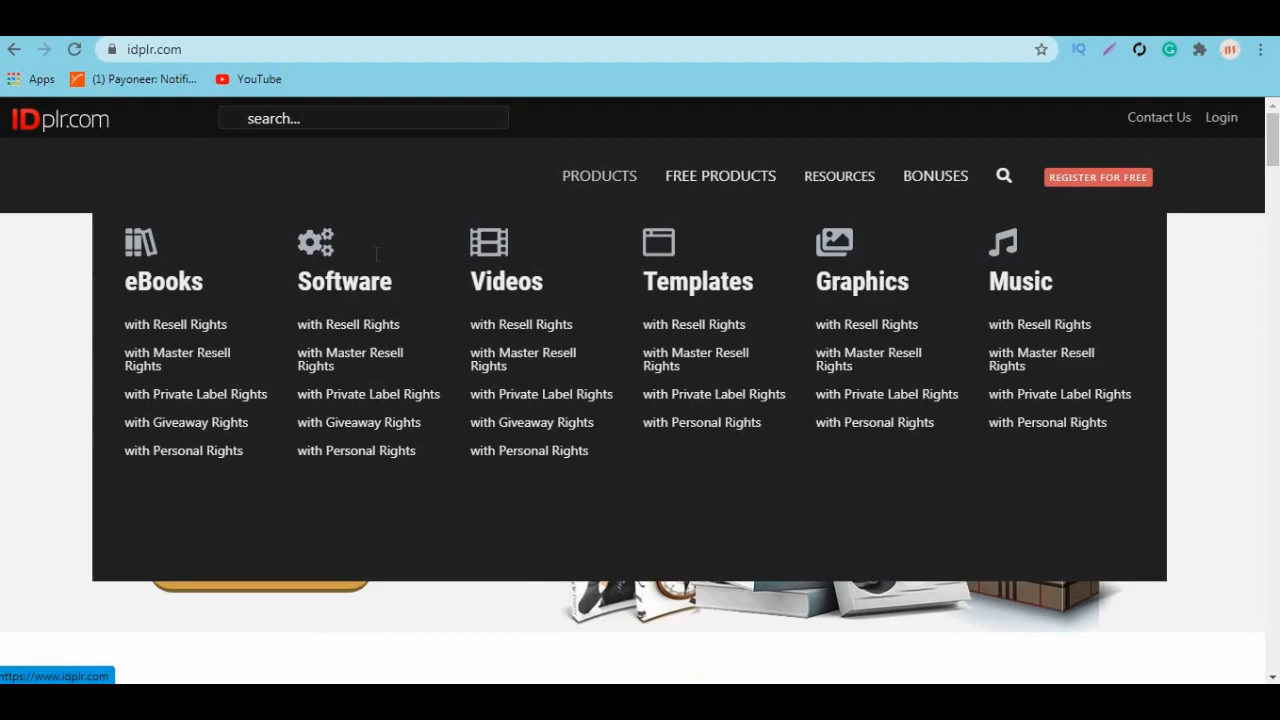 idplr.com
Apps
(1) Payoneer: Notifi...
YouTube
IDplr.com
search...
Contact Us
Login
PRODUCTS
FREE PRODUCTS
RESOURCES
BONUSES
REGISTER FOR FREE
eBooks
with Resell Rights
with Master Resell
Rights
with Private Label Rights
with Giveaway Rights
with Personal Rights
Software
with Resell Rights
with Master Resell
Rights
with Private Label Rights
with Giveaway Rights
with Personal Rights
Videos
with Resell Rights
with Master Resell
Rights
with Private Label Rights
with Giveaway Rights
with Personal Rights
Templates
with Resell Rights
with Master Resell
Rights
with Private Label Rights
with Personal Rights
Graphics
with Resell Rights
with Master Resell
Rights
with Private Label Rights
with Personal Rights
Music
with Resell Rights
with Master Resell
Rights
with Private Label Rights
with Personal Rights
https://www.idplr.com